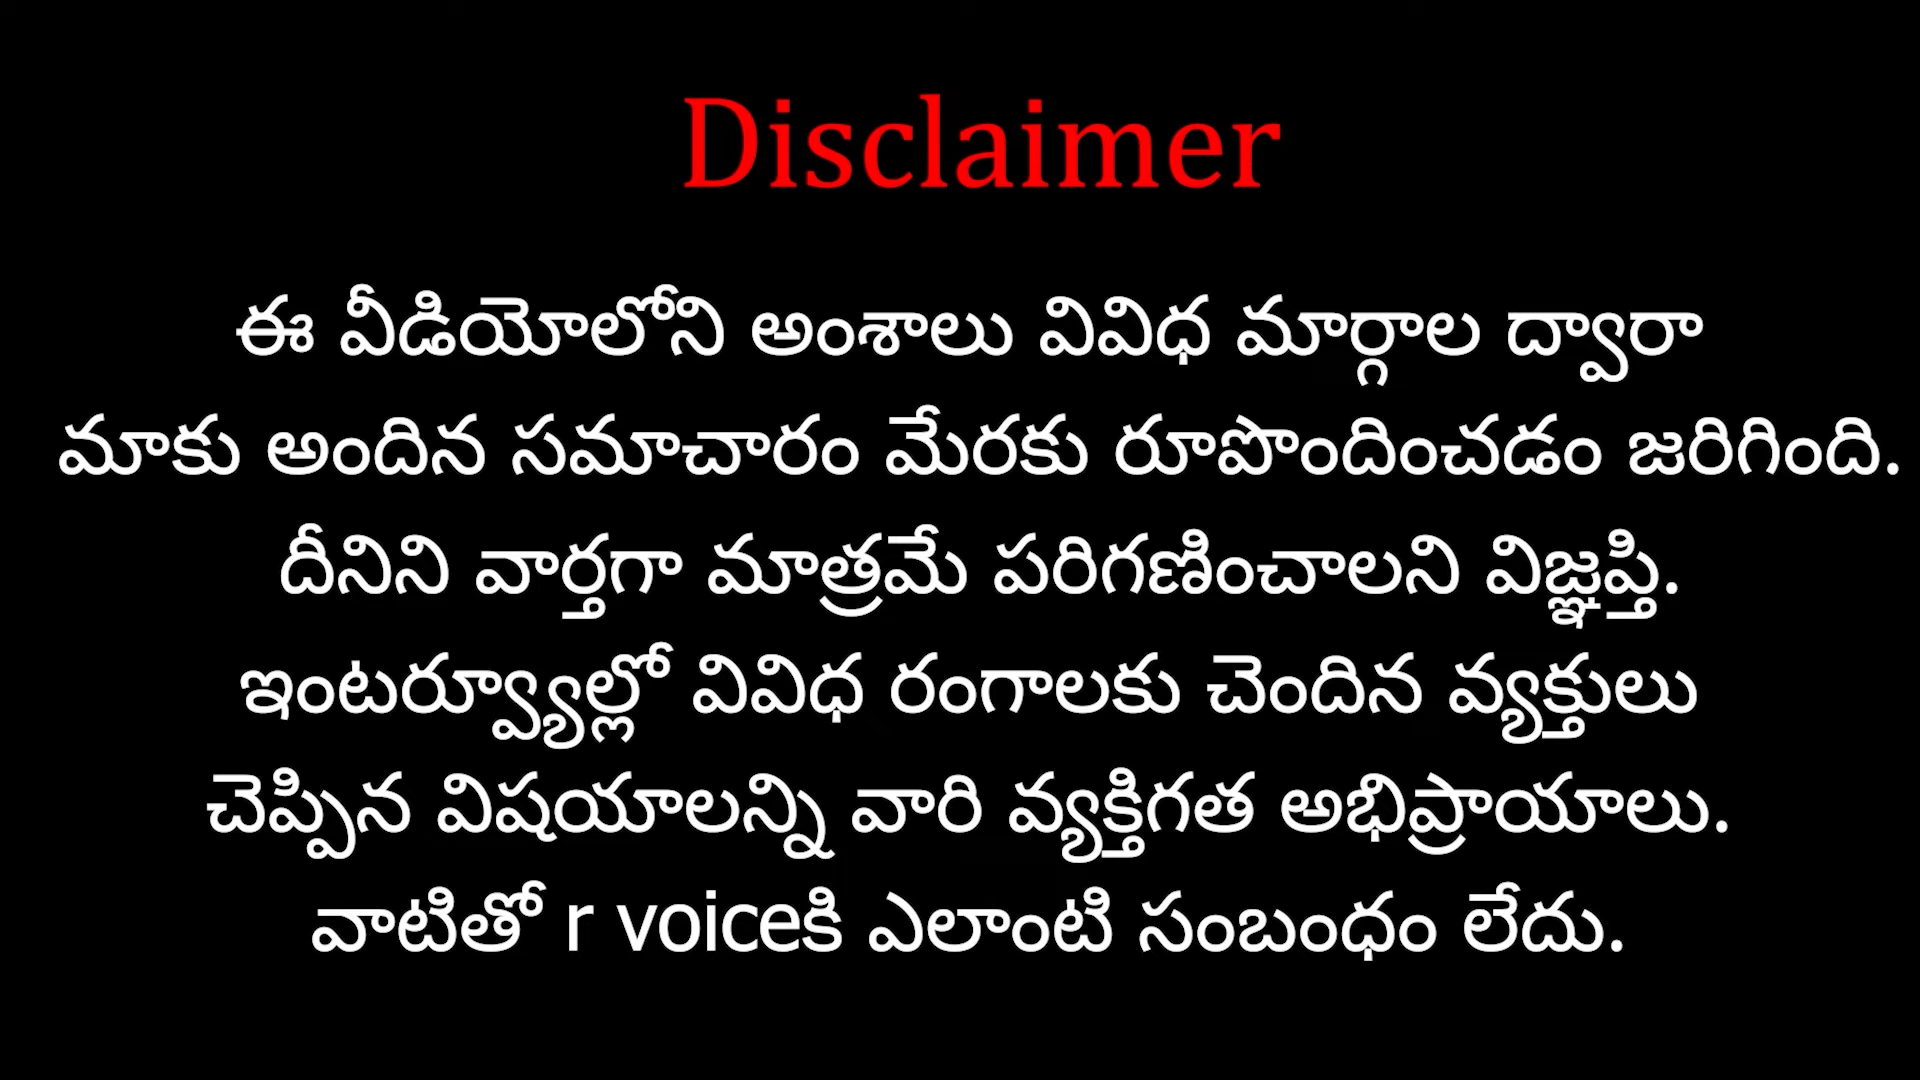 Disclaimer
ఈ వీడియోలోని అంశాలు వివిధ మార్గాల ద్వారా
మాకు అందిన సమాచారం మేరకు రూపొందించడం జరిగింది.
దీనిని వార్తగా మాత్రమే పరిగణించాలని విజ్ఞప్తి.
ఇంటర్వ్యూల్లో వివిధ రంగాలకు చెందిన వ్యక్తులు
చెప్పిన విషయాలన్ని వారి వ్యక్తిగత అభిప్రాయాలు.
వాటితో r voiceకి ఎలాంటి సంబంధం లేదు.